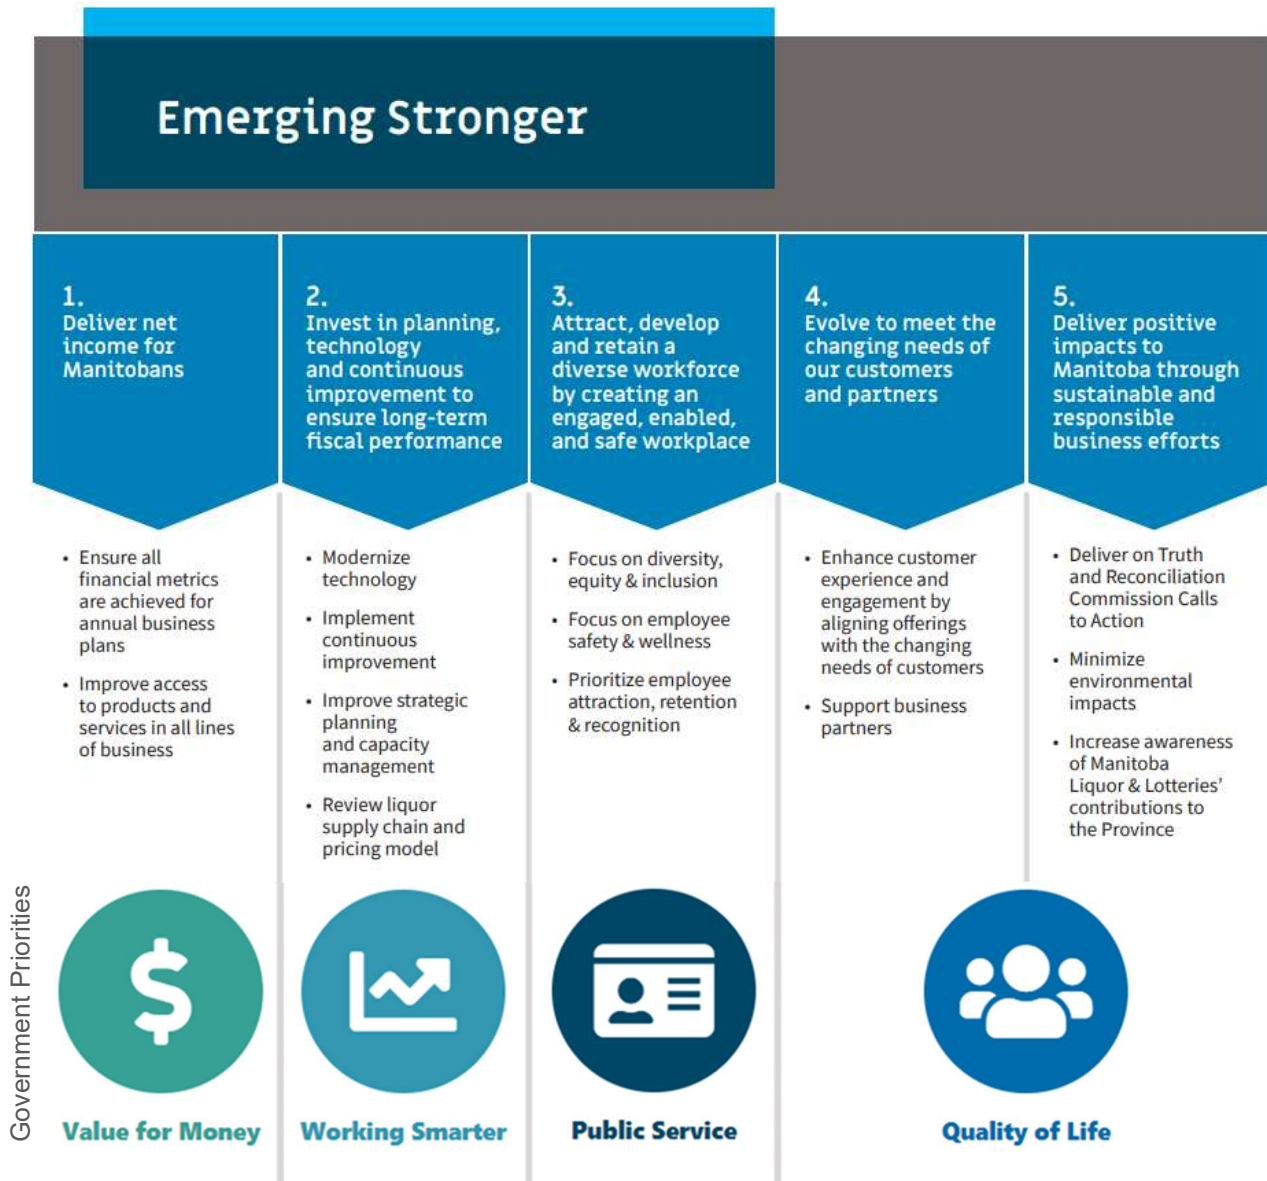 Emerging Stronger
1.
Deliver net
income for
Manitobans
2.
Invest in planning,
technology
and continuous
improvement to
ensure long-term
fiscal performance
3.
Attract, develop
and retain a
diverse workforce
by creating an
engaged, enabled,
and safe workplace
4.
Evolve to meet the
changing needs of
our customers
and partners
5.
Deliver positive
impacts to
Manitoba through
sustainable and
responsible
business efforts
• Ensure all
financial metrics
are achieved for
annual business
plans
• Improve access
to products and
services in all lines
of business
• Modernize
technology
• Implement
continuous
improvement
• Improve strategic
planning
and capacity
management
• Review liquor
supply chain and
pricing model
• Focus on diversity,
equity & inclusion
• Focus on employee
safety & wellness
• Prioritize employee
attraction, retention
& recognition
• Enhance customer
experience and
engagement by
aligning offerings
with the changing
needs of customers
• Support business
partners
• Deliver on Truth
and Reconciliation
Commission Calls
to Action
• Minimize
environmental
impacts
• Increase awareness
of Manitoba
Liquor & Lotteries’
contributions to
the Province
Government Priorities
$
Value for Money
Working Smarter
Public Service
Quality of Life